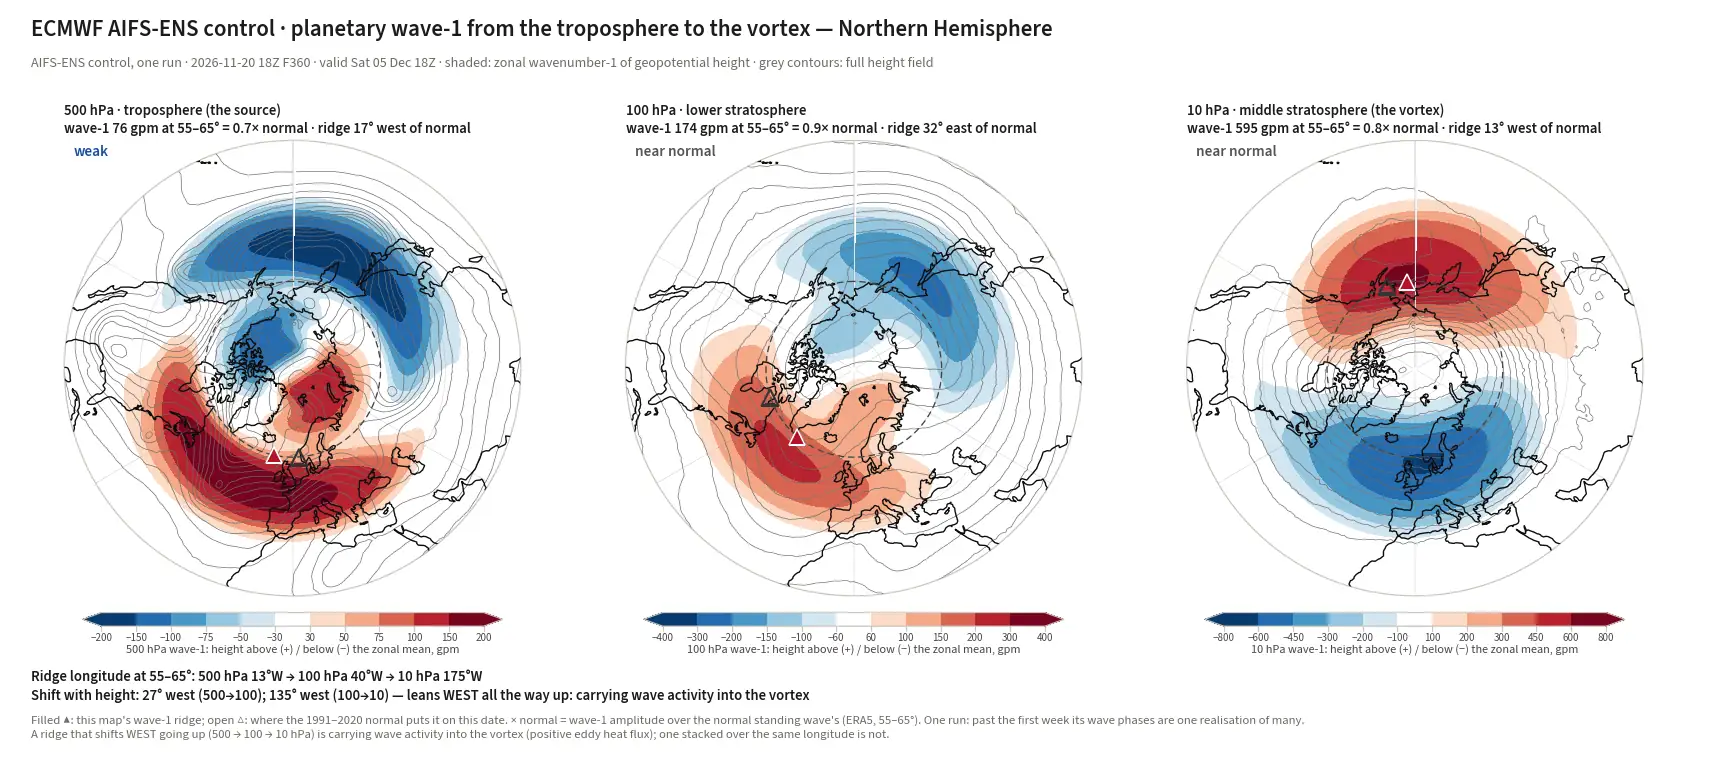 ECMWF AIFS-ENS control · planetary wave-1 from the troposphere to the vortex — Northern Hemisphere
AIFS-ENS control, one run · 2026-11-20 18Z F360 · valid Sat 05 Dec 18Z · shaded: zonal wavenumber-1 of geopotential height · grey contours: full height field
500 hPa · troposphere (the source)
wave-1 76 gpm at 55–65° = 0.7× normal · ridge 17° west of normal
weak
100 hPa · lower stratosphere
wave-1 174 gpm at 55–65° = 0.9× normal · ridge 32° east of normal
near normal
10 hPa · middle stratosphere (the vortex)
wave-1 595 gpm at 55–65° = 0.8× normal · ridge 13° west of normal
near normal
−200 −150 −100 −75 −50 −30 30 50 75 100 150 200
500 hPa wave-1: height above (+) / below (−) the zonal mean, gpm
−400 −300 −200 −150 −100 −60 60 100 150 200 300 400
100 hPa wave-1: height above (+) / below (−) the zonal mean, gpm
−800 −600 −450 −300 −200 −100 100 200 300 450 600 800
10 hPa wave-1: height above (+) / below (−) the zonal mean, gpm
Ridge longitude at 55–65°: 500 hPa 13°W → 100 hPa 40°W → 10 hPa 175°W
Shift with height: 27° west (500→100); 135° west (100→10) — leans WEST all the way up: carrying wave activity into the vortex
Filled ▲: this map's wave-1 ridge; open △: where the 1991–2020 normal puts it on this date. × normal = wave-1 amplitude over the normal standing wave's (ERA5, 55–65°). One run: past the first week its wave phases are one realisation of many.
A ridge that shifts WEST going up (500 → 100 → 10 hPa) is carrying wave activity into the vortex (positive eddy heat flux); one stacked over the same longitude is not.